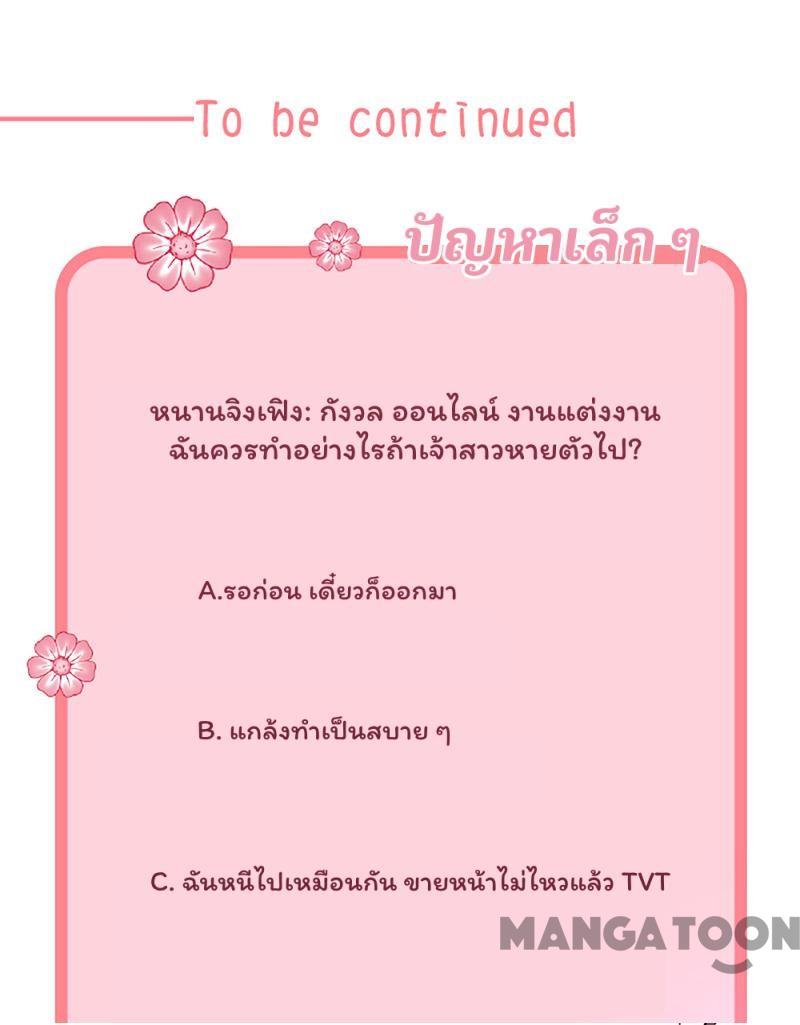 To be continued
ปัญหาเล็ก ๆ
หนานจิงเฟิง: กังวล ออนไลน์ งานแต่งงาน
ฉันควรทำอย่างไรถ้าเจ้าสาวหายตัวไป?
A.รอก่อน เดี๋ยวก็ออกมา
B. แกล้งทำเป็นสบาย ๆ
C. ฉันหนีไปเหมือนกัน ขายหน้าไม่ไหวแล้ว TVT
MANGATOON